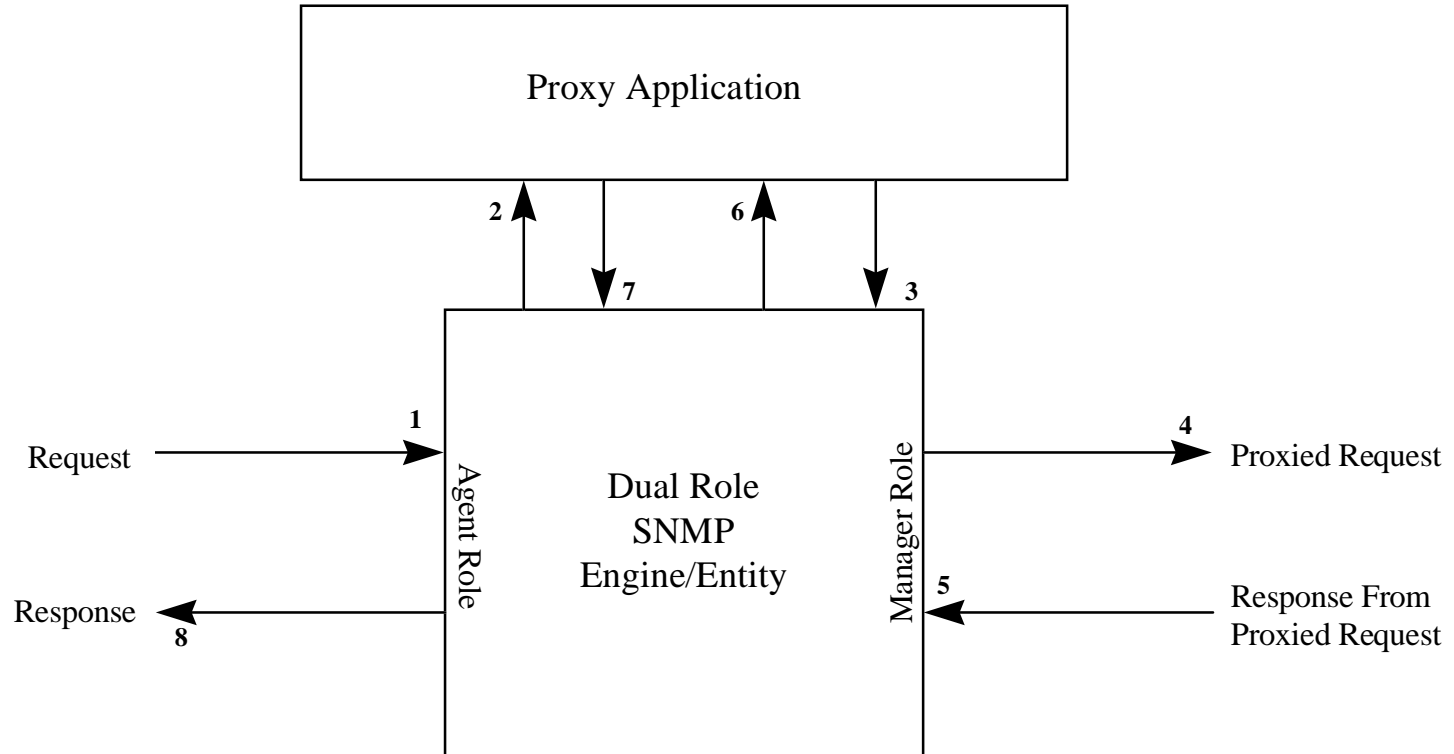 Proxy Application
2
6
7
3
1
4
Request
Proxied Request
Agent Role
Dual Role
SNMP
Engine/Entity
Manager Role
5
Response
8
Response From
Proxied Request